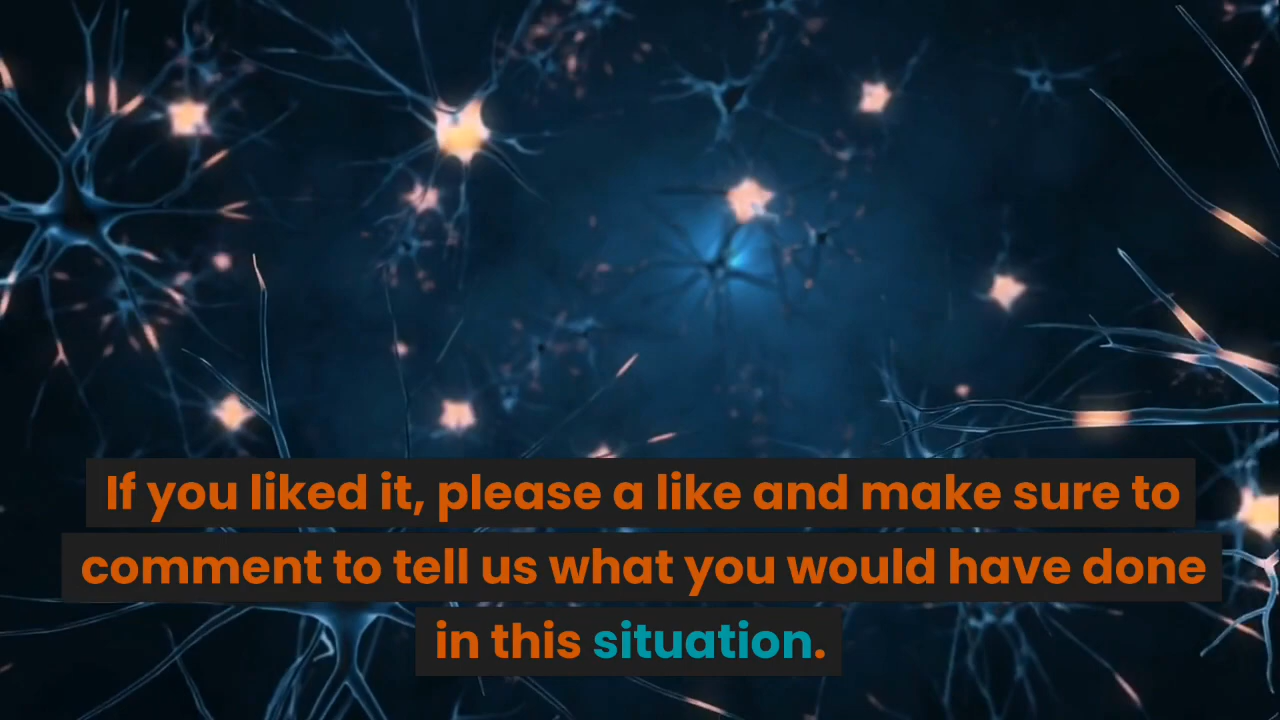 If you liked it, please a like and make sure to
comment to tell us what you would have done
in this situation.